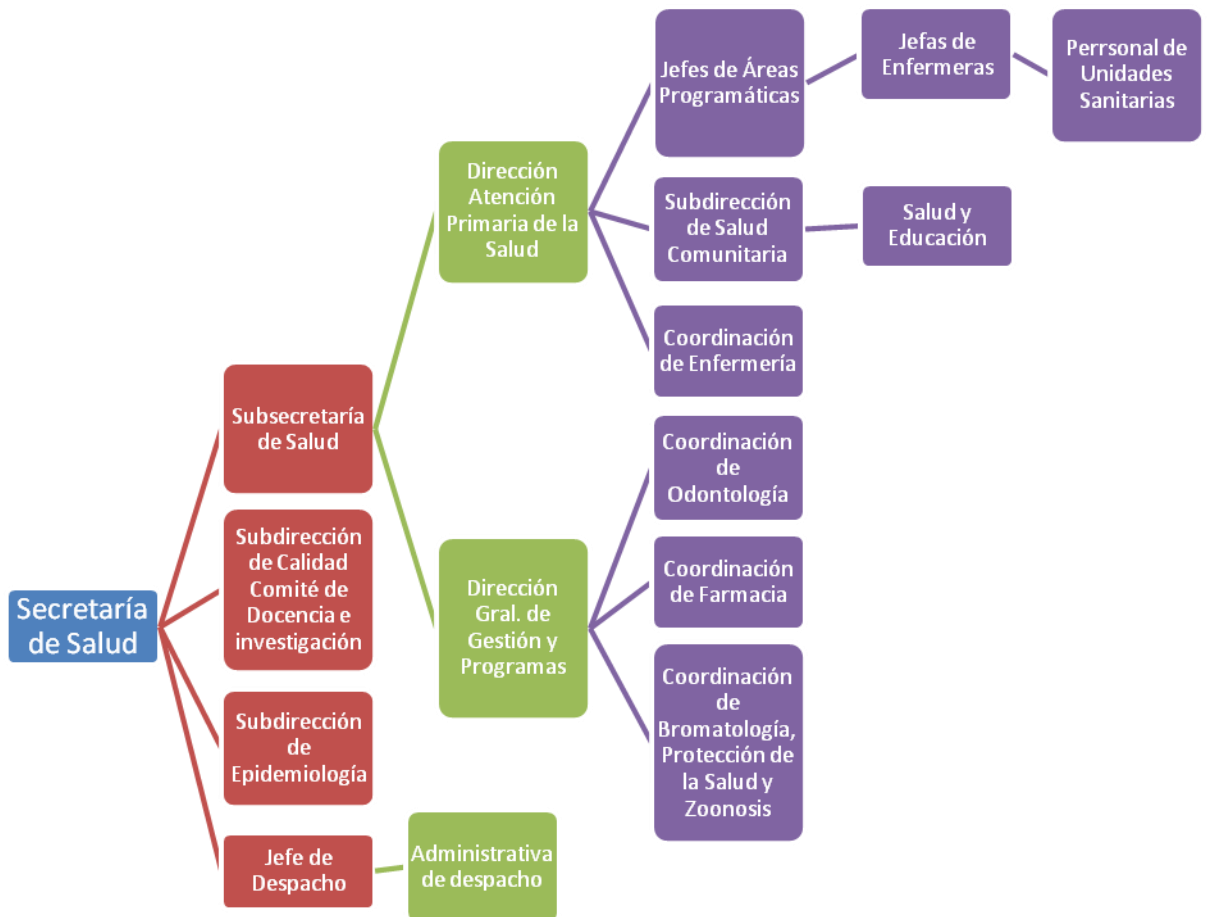 Secretaría
de Salud
Subsecretaría
de Salud
Subdirección
de Calidad
Comité de
Docencia e
investigación
Subdirección
de
Epidemiología
Jefe de
Despacho
Dirección
Atención
Primaria de la
Salud
Dirección
Gral. de
Gestión y
Programas
Administrativa
de despacho
Jefes de Áreas
Programáticas
Subdirección
de Salud
Comunitaria
Coordinación
de Enfermería
Coordinación
de
Odontología
Coordinación
de Farmacia
Coordinación
de
Bromatología,
Protección de
la Salud y
Zoonosis
Jefas de
Enfermeras
Salud y
Educación
Perrsonal de
Unidades
Sanitarias